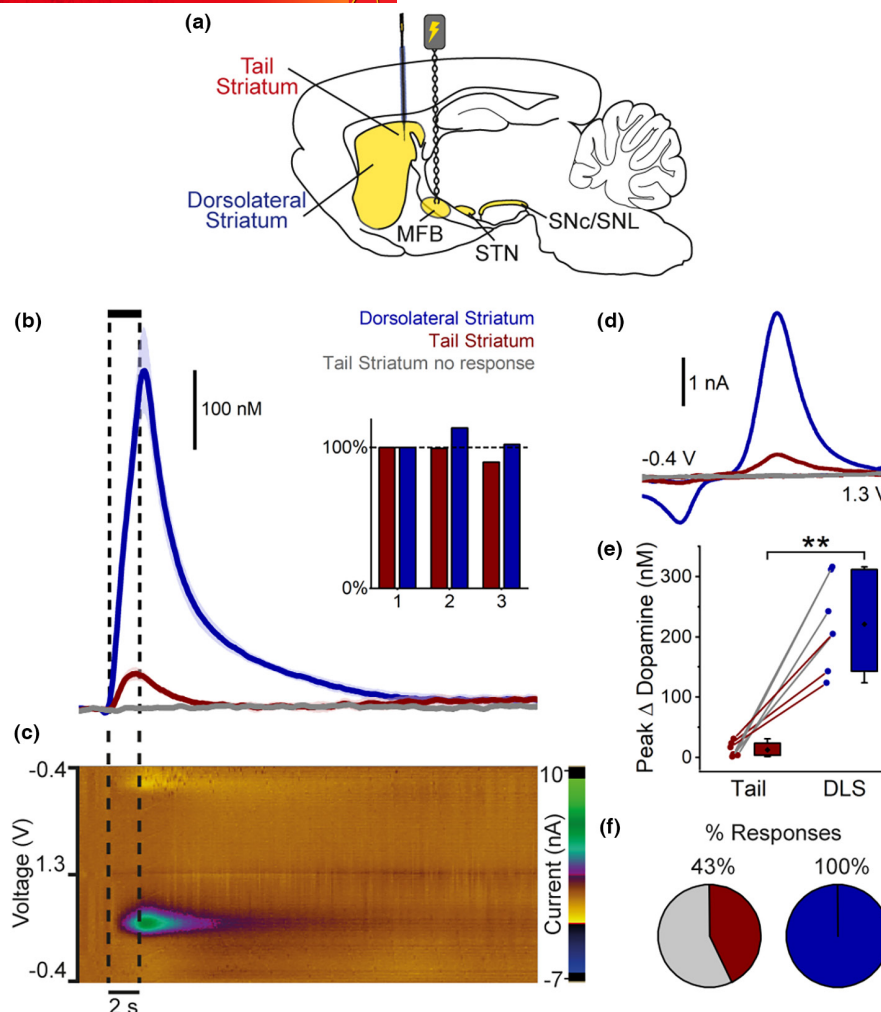 (a)
Tail
Striatum
Dorsolateral
Striatum
MFB
STN
SNc/SNL
(b)
Dorsolateral Striatum
Tail Striatum
Tail Striatum no response
100 nM
100%
0%
1 2 3
(c)
-0.4
1.3
-0.4
Voltage (V)
10
-7
Current (nA)
2 s
(d)
1 nA
-0.4 V
1.3 V
(e)
**
300
200
100
0
Peak Δ Dopamine (nM)
Tail DLS
(f)
% Responses
43% 100%